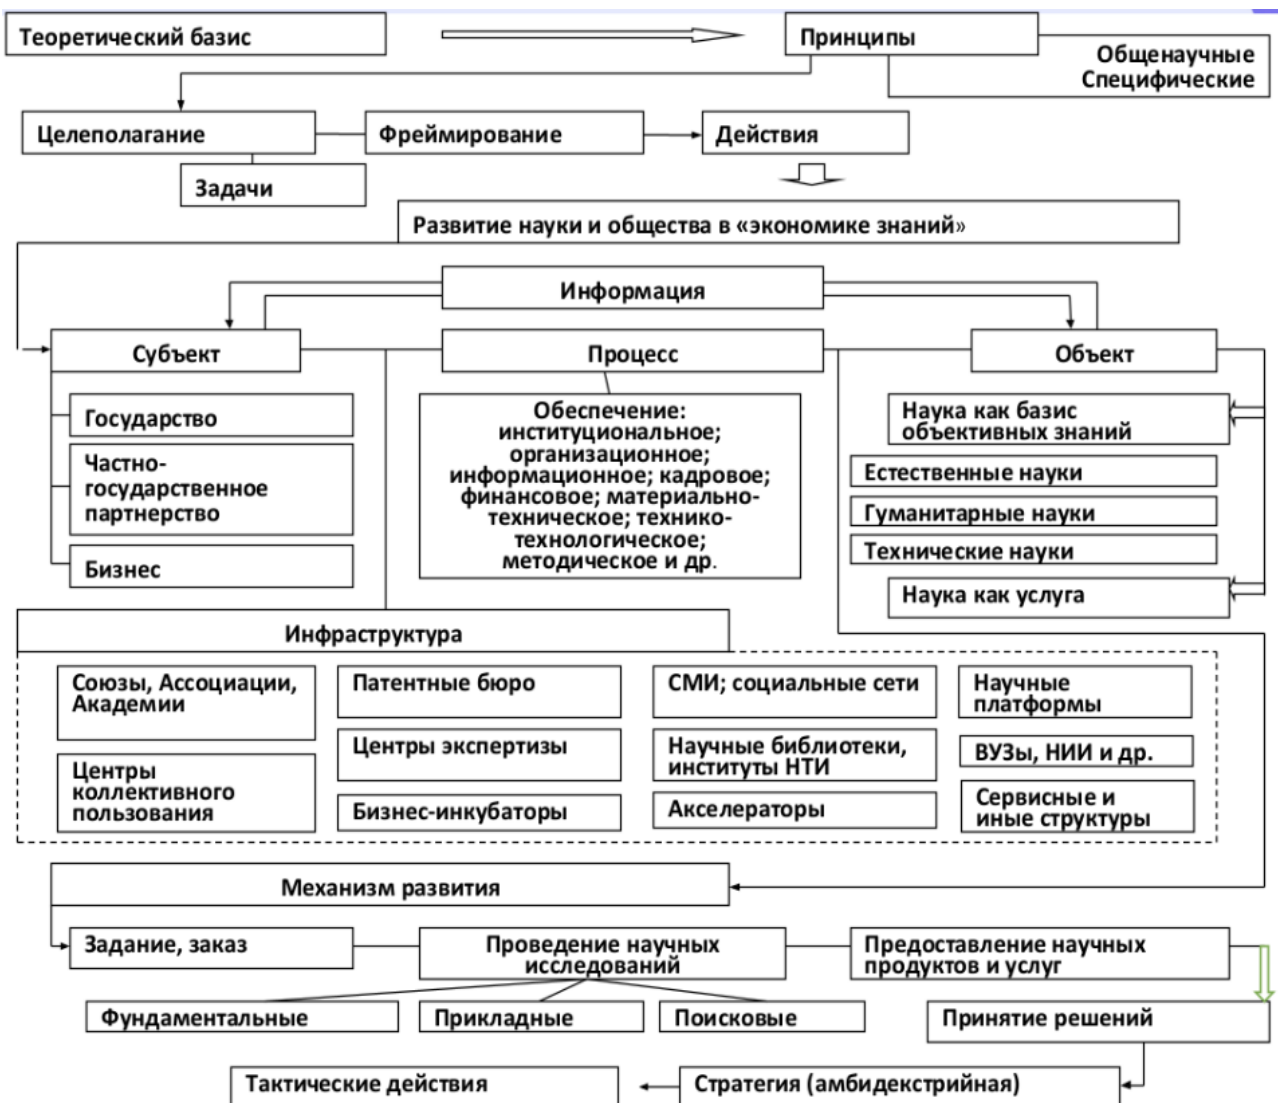 Теоретический базис
Принципы
Общенаучные
Специфические
Целеполагание
Фреймирование
Действия
Задачи
Развитие науки и общества в «экономике знаний»
Информация
Субъект
Процесс
Объект
Государство
Частно-
государственное
партнерство
Бизнес
Обеспечение:
институциональное;
организационное;
информационное; кадровое;
финансовое; материально-
техническое; технико-
технологическое;
методическое и др.
Наука как базис
объективных знаний
Естественные науки
Гуманитарные науки
Технические науки
Наука как услуга
Инфраструктура
Союзы, Ассоциации,
Академии
Центры
коллективного
пользования
Патентные бюро
Центры экспертизы
Бизнес-инкубаторы
СМИ; социальные сети
Научные библиотеки,
институты НТИ
Акселераторы
Научные
платформы
ВУЗы, НИИ и др.
Сервисные и
иные структуры
Механизм развития
Задание, заказ
Проведение научных
исследований
Предоставление научных
продуктов и услуг
Фундаментальные
Прикладные
Поисковые
Принятие решений
Тактические действия
Стратегия (амбидекстрийная)